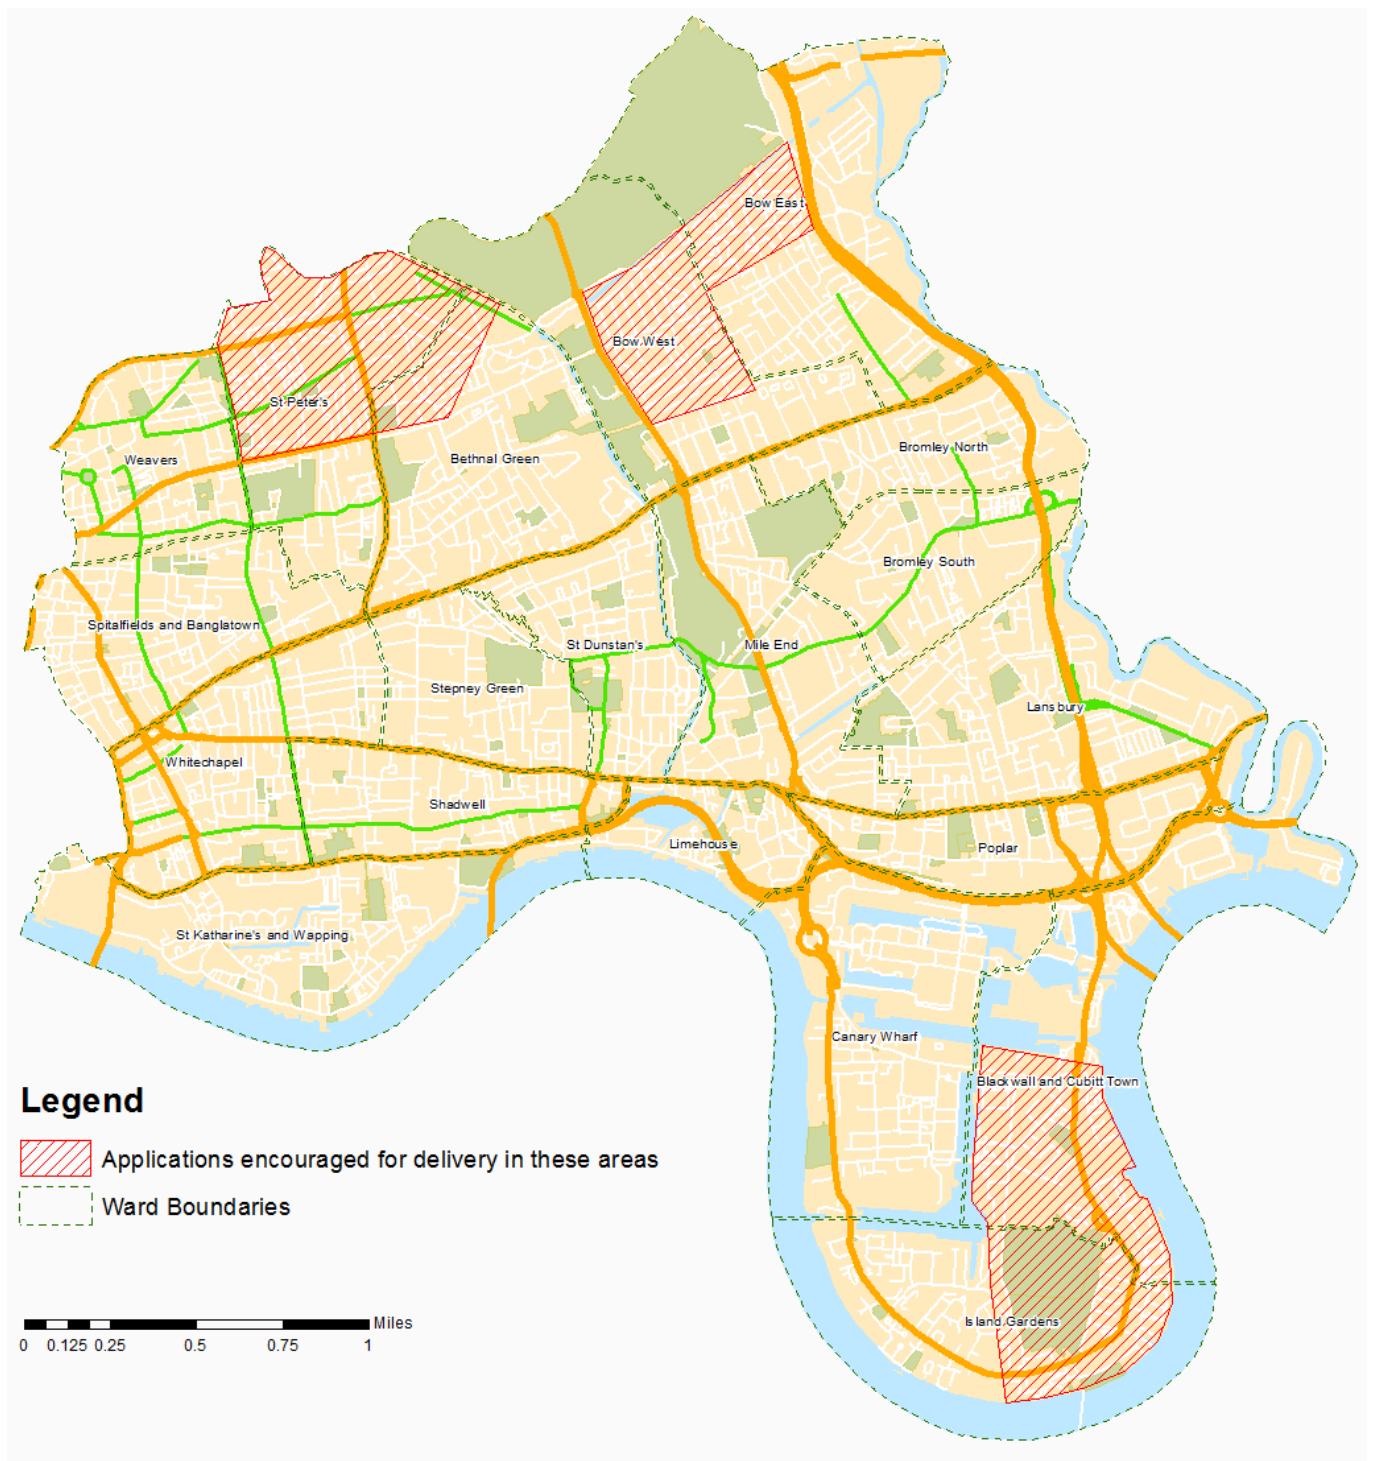 Bow East
Bow West
St Peter's
Weavers
Bethnal Green
Bromley North
Bromley South
Spitalfields and Banglatown
St Dunstan's
Mile End
Stepney Green
Lansbury
Whitechapel
Shadwell
Limehouse
Poplar
St Katharine's and Wapping
Canary Wharf
Blackwall and Cubitt Town
Island Gardens
Legend
Applications encouraged for delivery in these areas
Ward Boundaries
Miles
0 0.125 0.25 0.5 0.75 1